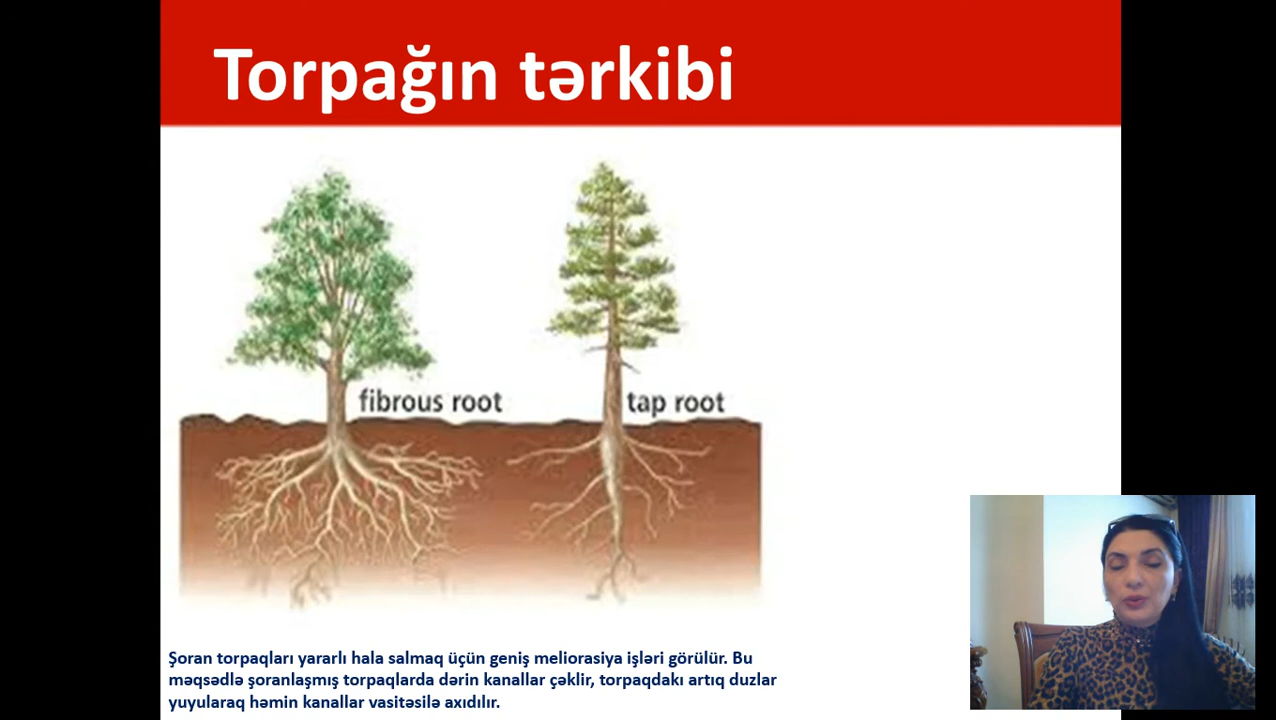 Torpağın tərkibi
fibrous root
tap root
Şoran torpaqları yararlı hala salmaq üçün geniş meliorasiya işləri görülür. Bu
məqsədlə şoranlaşmış torpaqlarda dərin kanallar çəklir, torpaqdakı artıq duzlar
yuyularaq həmin kanallar vasitəsilə axıdılır.